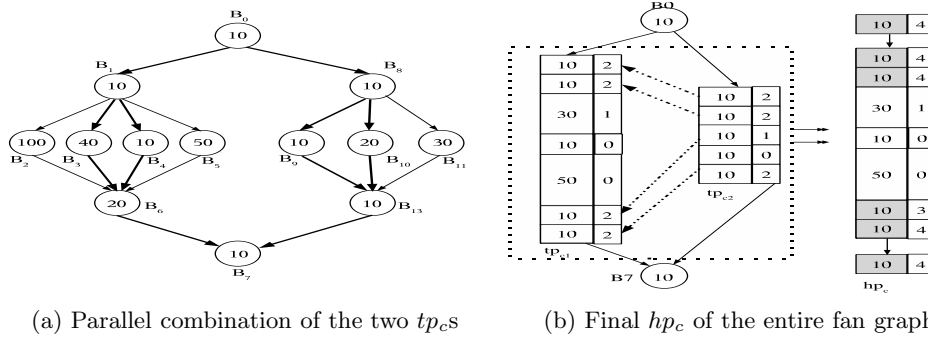 B0
10
B1
10
B8
10
100
40
10
50
10
20
30
B2
B3
B4
B5
B9
B10
B11
20
B6
10
B13
10
B7
(a) Parallel combination of the two tpcs
B0
10
10 2
10 2
30 1
10 0
50 0
10 2
10 2
tpc1
10 2
10 2
10 1
10 0
10 2
tpc2
B7
10
10 4
10 4
10 4
30 1
10 0
50 0
10 3
10 4
10 4
hpc
(b) Final hpc of the entire fan graph